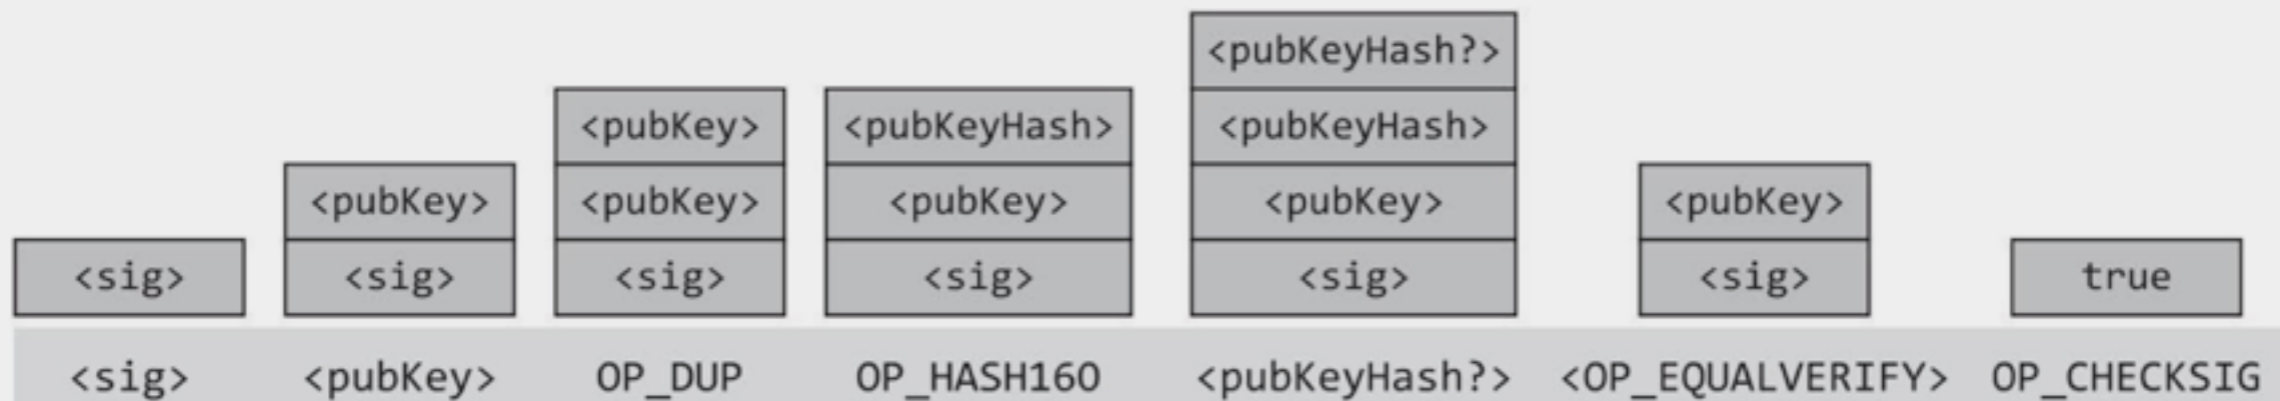 <pubKeyHash?>
<pubKey> <pubKeyHash> <pubKeyHash>
<pubKey> <pubKey> <pubKey> <pubKey> <pubKey>
<sig> <sig> <sig> <sig> <sig> <sig> true
<sig> <pubKey> OP_DUP OP_HASH160 <pubKeyHash?> <OP_EQUALVERIFY> OP_CHECKSIG